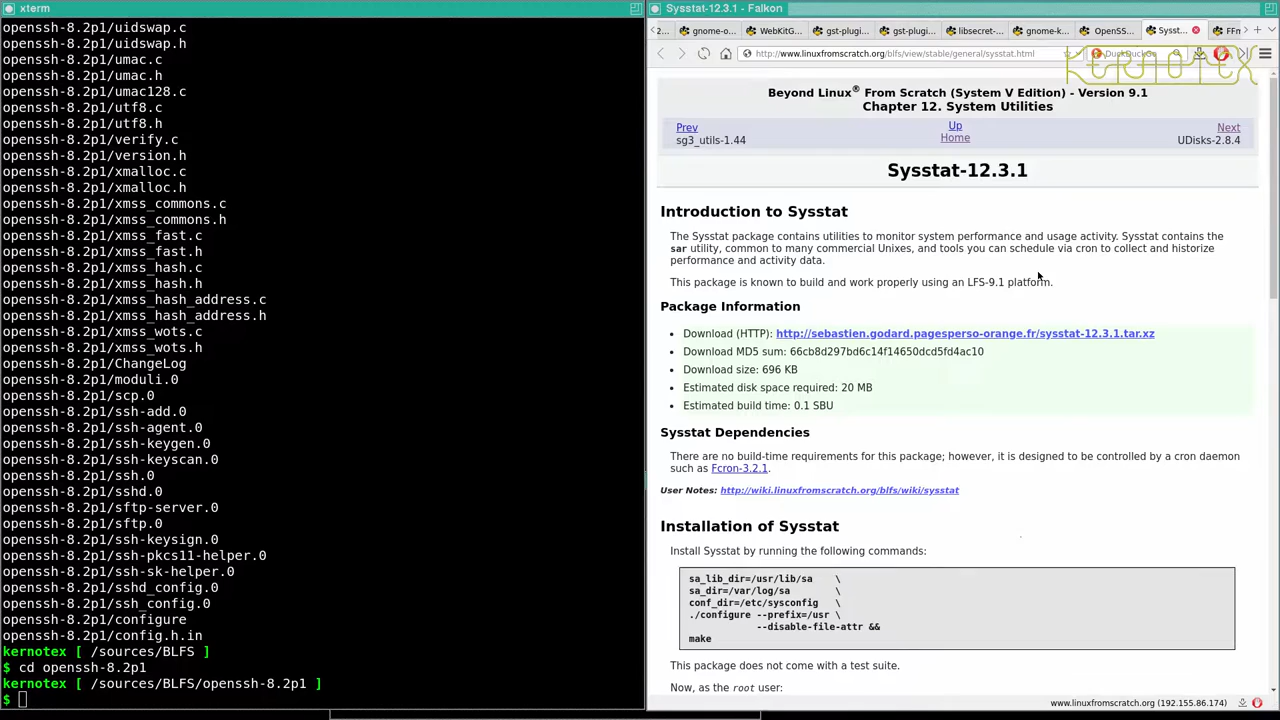 xterm
openssh-8.2p1/uidswap.c
openssh-8.2p1/uidswap.h
openssh-8.2p1/umac.c
openssh-8.2p1/umac.h
openssh-8.2p1/umac128.c
openssh-8.2p1/utf8.c
openssh-8.2p1/utf8.h
openssh-8.2p1/verify.c
openssh-8.2p1/version.h
openssh-8.2p1/xmalloc.c
openssh-8.2p1/xmalloc.h
openssh-8.2p1/xmss_commons.c
openssh-8.2p1/xmss_commons.h
openssh-8.2p1/xmss_fast.c
openssh-8.2p1/xmss_fast.h
openssh-8.2p1/xmss_hash.c
openssh-8.2p1/xmss_hash.h
openssh-8.2p1/xmss_hash_address.c
openssh-8.2p1/xmss_hash_address.h
openssh-8.2p1/xmss_wots.c
openssh-8.2p1/xmss_wots.h
openssh-8.2p1/ChangeLog
openssh-8.2p1/moduli.0
openssh-8.2p1/scp.0
openssh-8.2p1/ssh-add.0
openssh-8.2p1/ssh-agent.0
openssh-8.2p1/ssh-keygen.0
openssh-8.2p1/ssh-keyscan.0
openssh-8.2p1/ssh.0
openssh-8.2p1/sshd.0
openssh-8.2p1/sftp-server.0
openssh-8.2p1/sftp.0
openssh-8.2p1/ssh-keysign.0
openssh-8.2p1/ssh-pkcs11-helper.0
openssh-8.2p1/ssh-sk-helper.0
openssh-8.2p1/sshd_config.0
openssh-8.2p1/ssh_config.0
openssh-8.2p1/configure
openssh-8.2p1/config.h.in
kernotex [ /sources/BLFS ]
$ cd openssh-8.2p1
kernotex [ /sources/BLFS/openssh-8.2p1 ]
$
Sysstat-12.3.1 - Falkon
2... gnome-o... WebKitG... gst-plugi... gst-plugi... libsecret-... gnome-k... OpenSS... Sysst... FFn
http://www.linuxfromscratch.org/blfs/view/stable/general/sysstat.html DuckDuckGo
KERNOTEX
Beyond Linux® From Scratch (System V Edition) - Version 9.1
Chapter 12. System Utilities
Prev Up Next
sg3_utils-1.44 Home UDisks-2.8.4
Sysstat-12.3.1
Introduction to Sysstat
The Sysstat package contains utilities to monitor system performance and usage activity. Sysstat contains the
sar utility, common to many commercial Unixes, and tools you can schedule via cron to collect and historize
performance and activity data.
This package is known to build and work properly using an LFS-9.1 platform.
Package Information
• Download (HTTP): http://sebastien.godard.pagesperso-orange.fr/sysstat-12.3.1.tar.xz
• Download MD5 sum: 66cb8d297bd6c14f14650dcd5fd4ac10
• Download size: 696 KB
• Estimated disk space required: 20 MB
• Estimated build time: 0.1 SBU
Sysstat Dependencies
There are no build-time requirements for this package; however, it is designed to be controlled by a cron daemon
such as Fcron-3.2.1.
User Notes: http://wiki.linuxfromscratch.org/blfs/wiki/sysstat
Installation of Sysstat
Install Sysstat by running the following commands:
sa_lib_dir=/usr/lib/sa \
sa_dir=/var/log/sa \
conf_dir=/etc/sysconfig \
./configure --prefix=/usr \
--disable-file-attr &&
make
This package does not come with a test suite.
Now, as the root user:
www.linuxfromscratch.org (192.155.86.174)